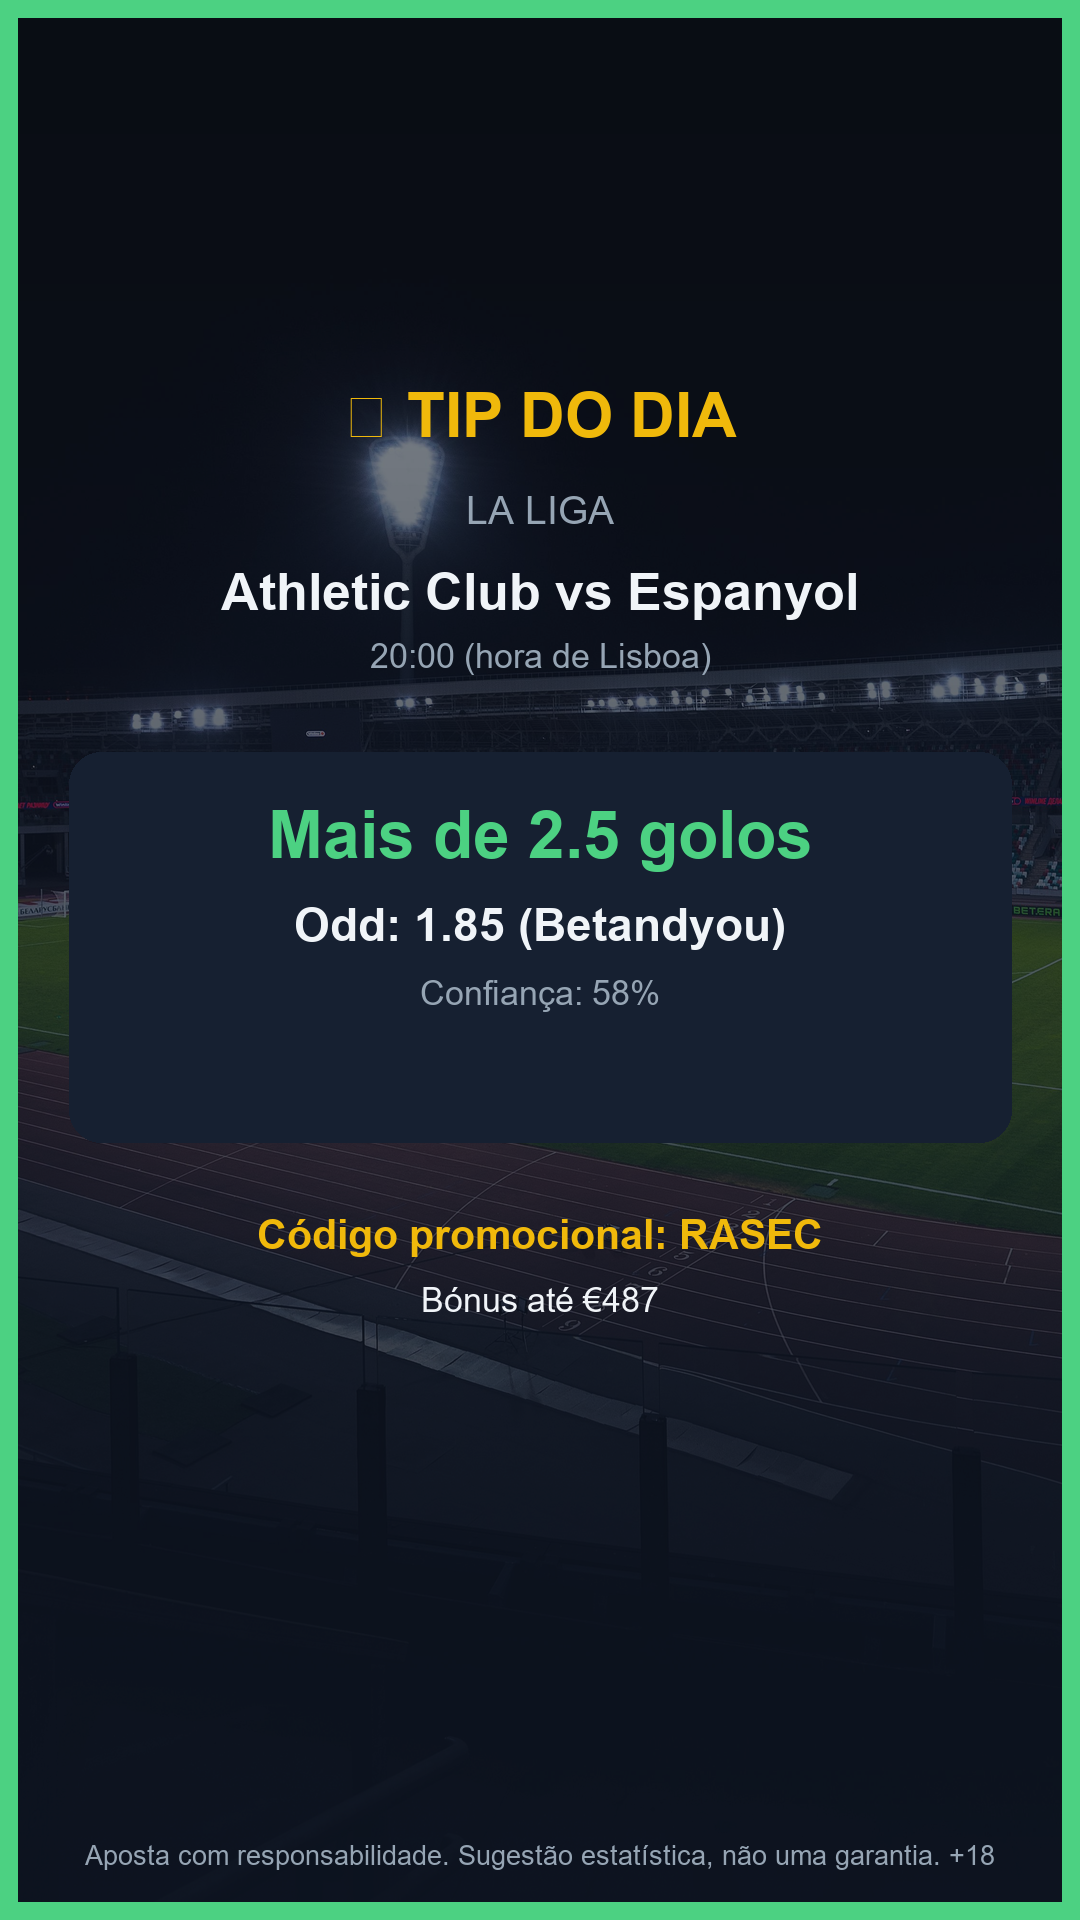 TIP DO DIA
LA LIGA
Athletic Club vs Espanyol
20:00 (hora de Lisboa)
Mais de 2.5 golos
Odd: 1.85 (Betandyou)
Confiança: 58%
BETERA
Código promocional: RASEC
Bónus até €487
Aposta com responsabilidade. Sugestão estatística, não uma garantia. +18